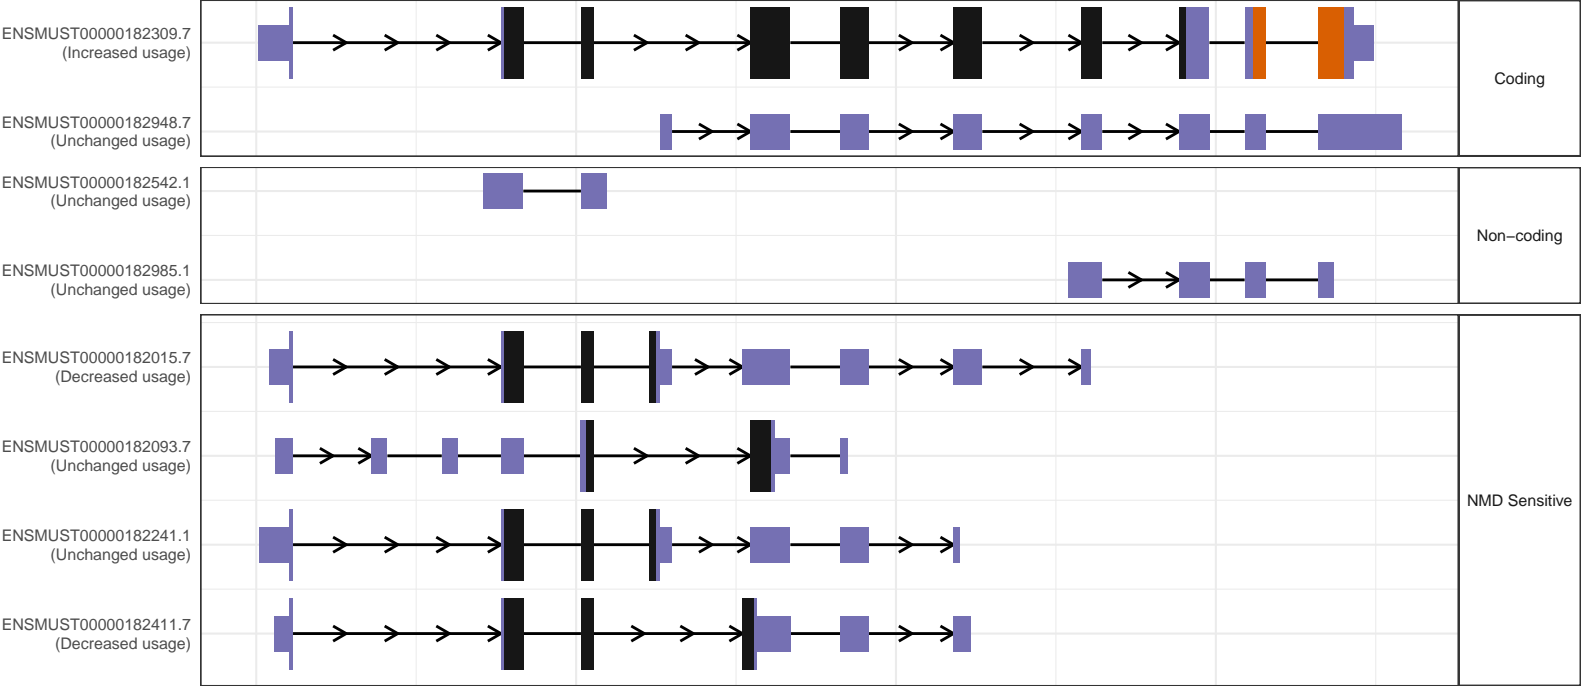 ENSMUST00000182309.7
(Increased usage)
ENSMUST00000182948.7
(Unchanged usage)
Coding
ENSMUST00000182542.1
(Unchanged usage)
ENSMUST00000182985.1
(Unchanged usage)
Non−coding
ENSMUST00000182015.7
(Decreased usage)
ENSMUST00000182093.7
(Unchanged usage)
ENSMUST00000182241.1
(Unchanged usage)
ENSMUST00000182411.7
(Decreased usage)
NMD Sensitive